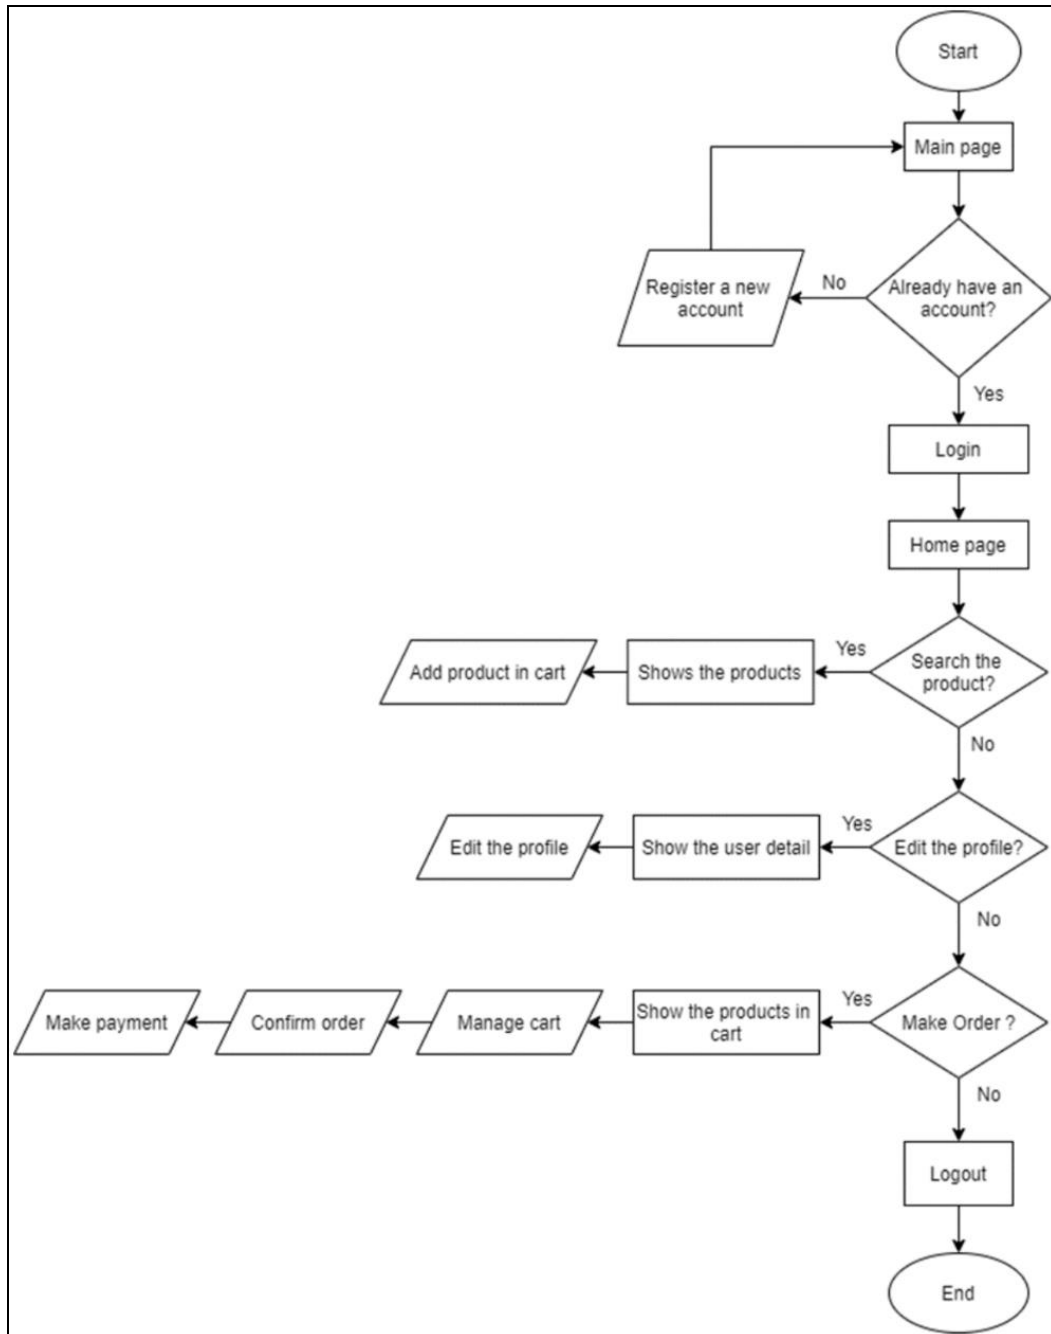 Start
Main page
No
Register a new
account
Already have an
account?
Yes
Login
Home page
Yes
Add product in cart
Shows the products
Search the
product?
No
Yes
Edit the profile
Show the user detail
Edit the profile?
No
Yes
Make payment
Confirm order
Manage cart
Show the products in
cart
Make Order ?
No
Logout
End